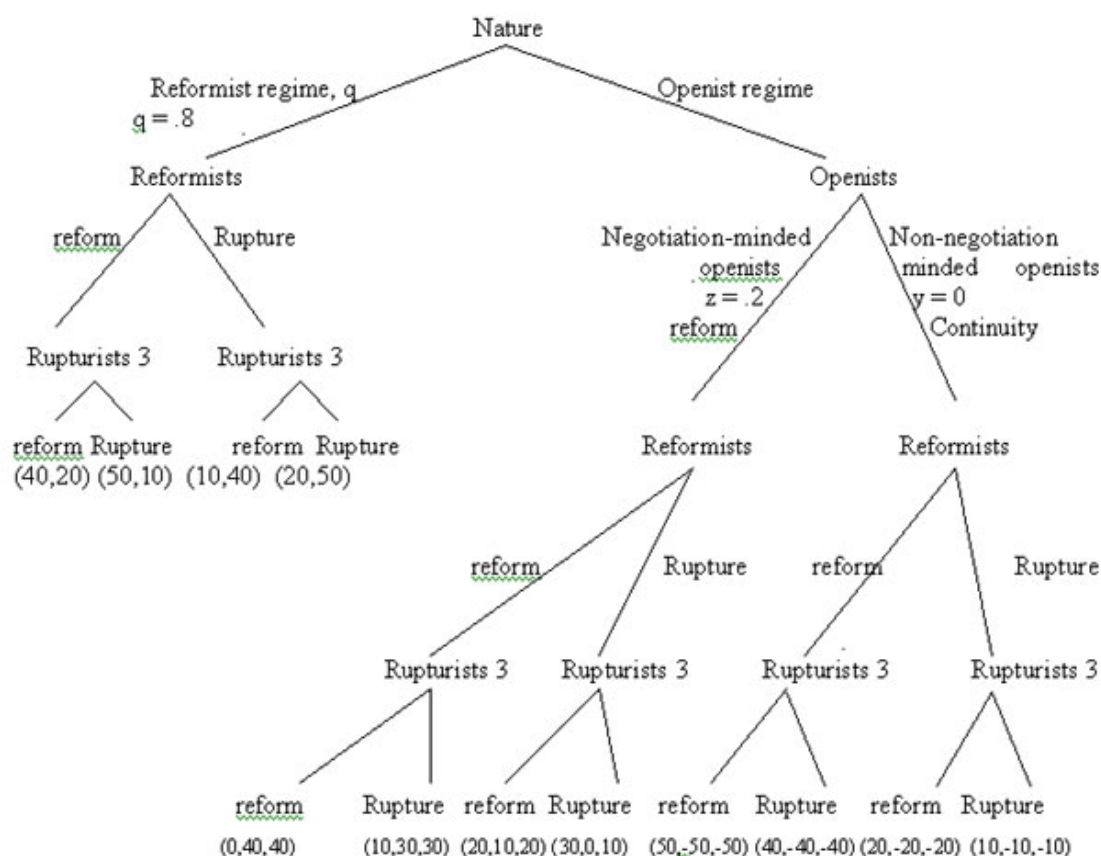 Nature
Reformist regime, q
q = .8
Openist regime
Reformists
Openists
reform
Rupture
Negotiation-minded
openists
z = .2
reform
Non-negotiation
minded openists
y = 0
Continuity
Rupturists 3
Rupturists 3
reform Rupture
reform Rupture
(40,20) (50,10) (10,40) (20,50)
Reformists
Reformists
reform
Rupture
reform
Rupture
Rupturists 3
Rupturists 3
Rupturists 3
Rupturists 3
reform Rupture reform Rupture reform Rupture reform Rupture
(0,40,40) (10,30,30) (20,10,20) (30,0,10) (50,-50,-50) (40,-40,-40) (20,-20,-20) (10,-10,-10)